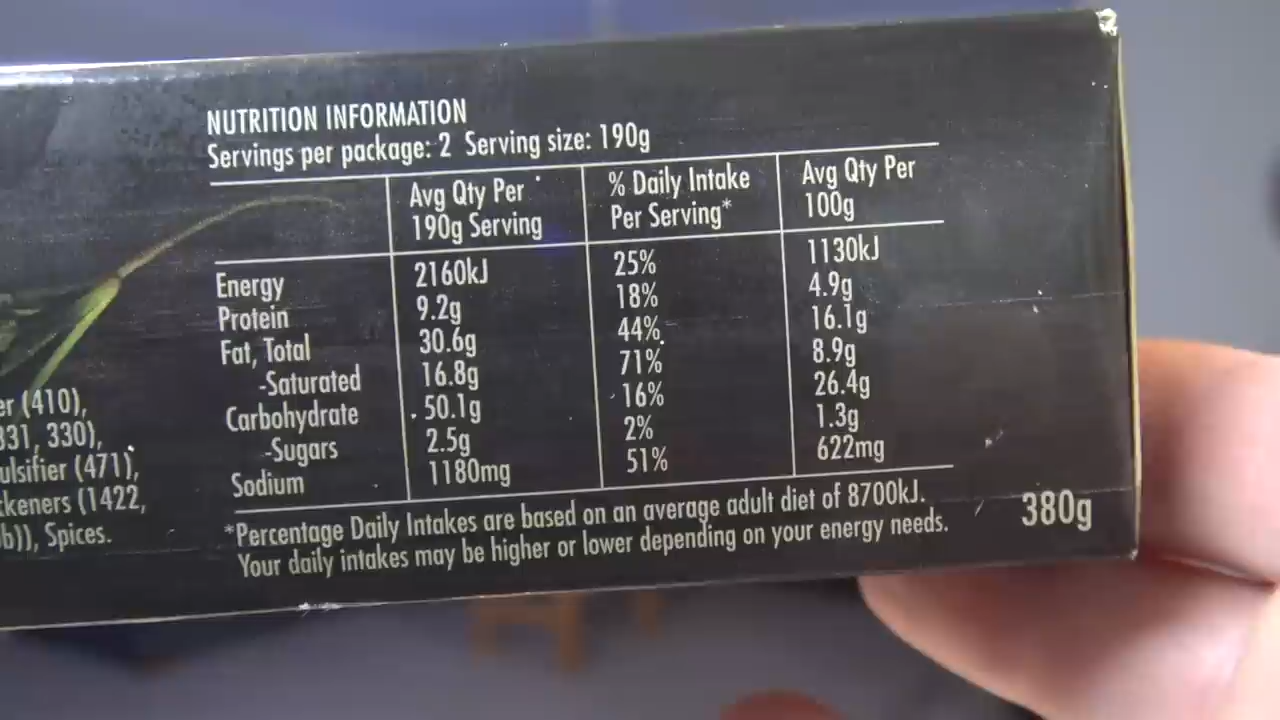 NUTRITION INFORMATION
Servings per package: 2 Serving size: 190g
Avg Qty Per % Daily Intake Avg Qty Per
190g Serving Per Serving* 100g
Energy 2160kJ 25% 1130kJ
Protein 9.2g 18% 4.9g
Fat, Total 30.6g 44% 16.1g
-Saturated 16.8g 71% 8.9g
Carbohydrate 50.1g 16% 26.4g
-Sugars 2.5g 2% 1.3g
Sodium 1180mg 51% 622mg
*Percentage Daily Intakes are based on an average adult diet of 8700kJ.
Your daily intakes may be higher or lower depending on your energy needs.
380g
er (410),
331, 330),
ulsifier (471),
ckeners (1422,
b)), Spices.